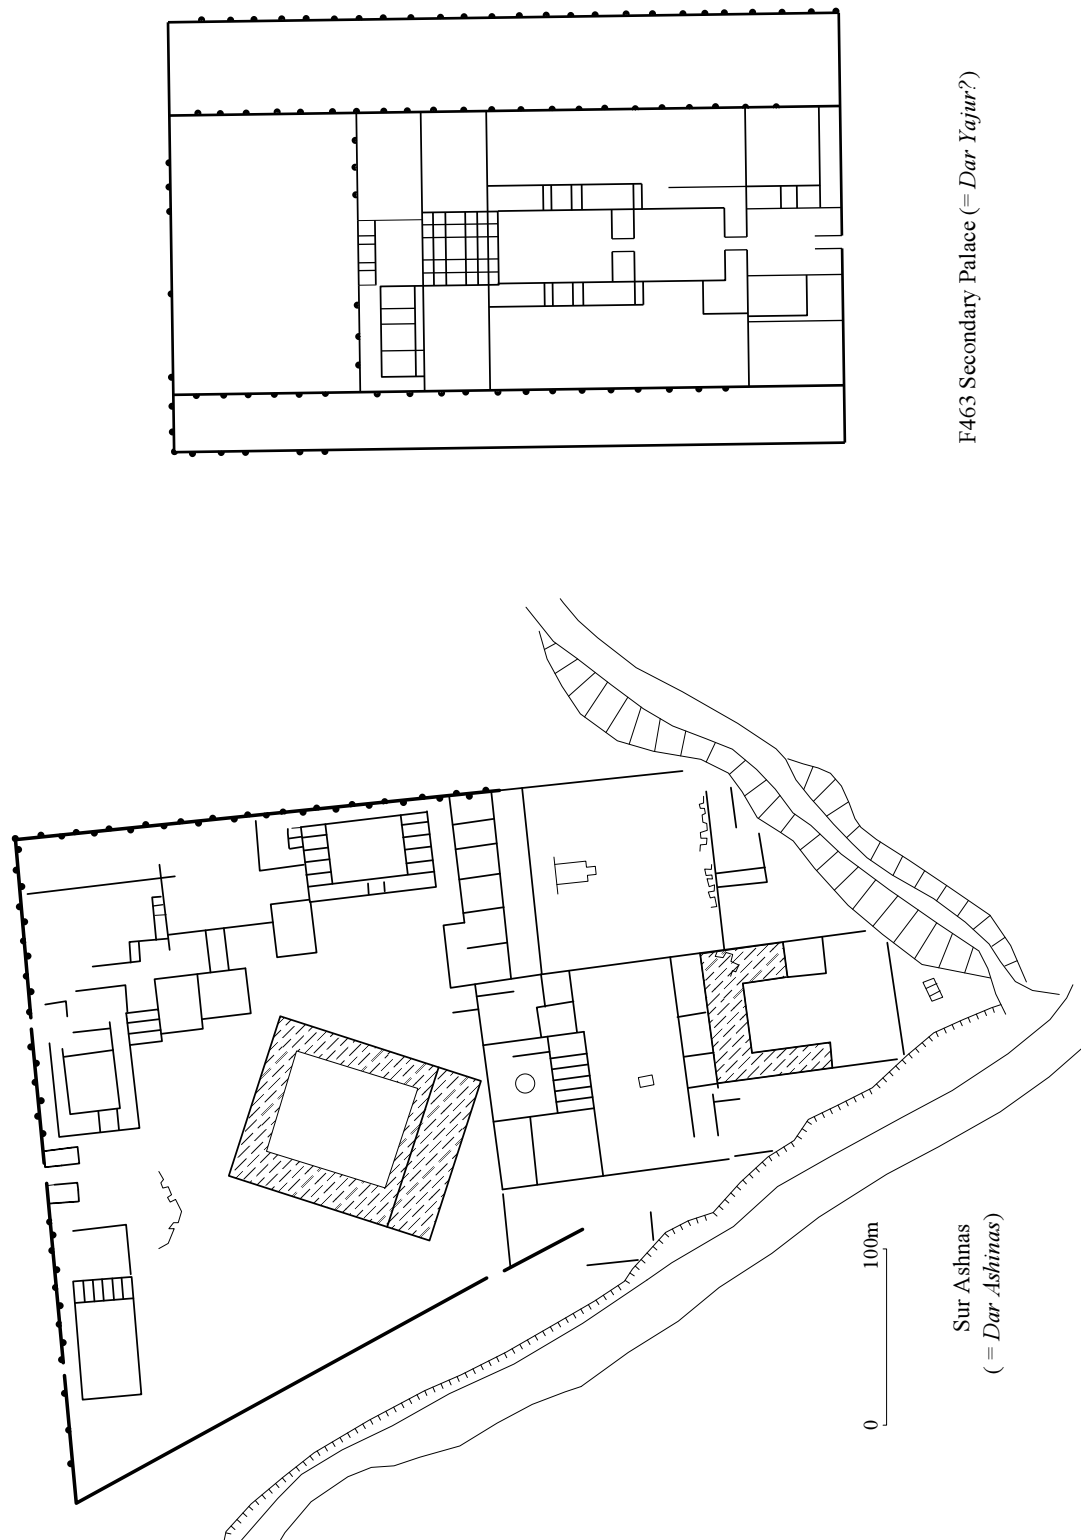 F463 Secondary Palace (= Dar Yajur?)
Sur Ashnas
( = Dar Ashinas)
0
100m